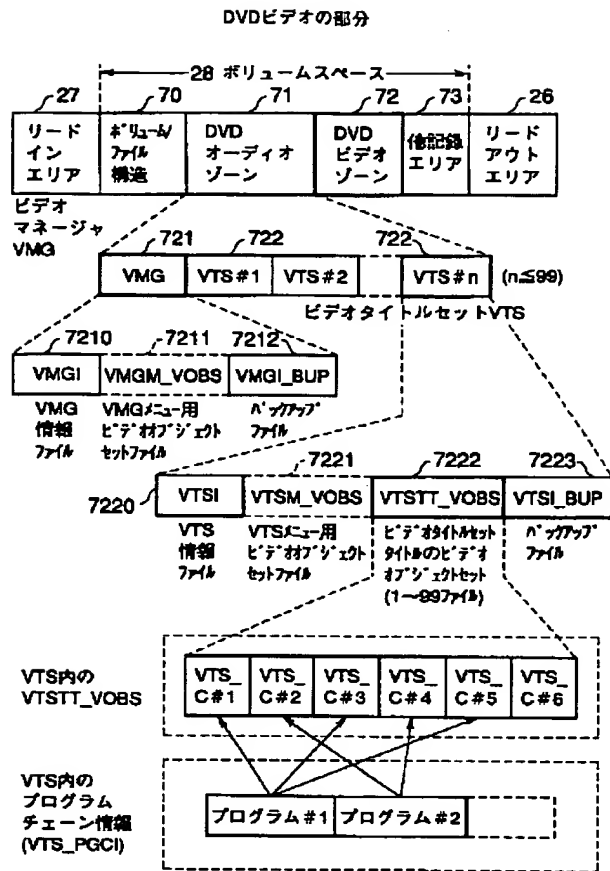 DVDビデオの部分
28 ボリュームスペース
27 70 71 72 73 26
リード
イン
エリア
ボリューム/
ファイル
構造
DVD
オーディオ
ゾーン
DVD
ビデオ
ゾーン
他記録
エリア
リード
アウト
エリア
ビデオ
マネージャ
VMG
721 722 722
VMG VTS#1 VTS#2 VTS#n (n≦99)
ビデオタイトルセットVTS
7210 7211 7212
VMGI VMGM_VOBS VMGI_BUP
VMG
情報
ファイル
VMGメニュー用
ビデオオブジェクト
セットファイル
バックアップ
ファイル
7220 7221 7222 7223
VTSI VTSM_VOBS VTSTT_VOBS VTSI_BUP
VTS
情報
ファイル
VTSメニュー用
ビデオオブジェクト
セットファイル
ビデオタイトルセット
タイトルのビデオ
オブジェクトセット
(1〜99ファイル)
バックアップ
ファイル
VTS内の
VTSTT_VOBS
VTS_
C#1
VTS_
C#2
VTS_
C#3
VTS_
C#4
VTS_
C#5
VTS_
C#6
VTS内の
プログラム
チェーン情報
(VTS_PGCI)
プログラム#1 プログラム#2